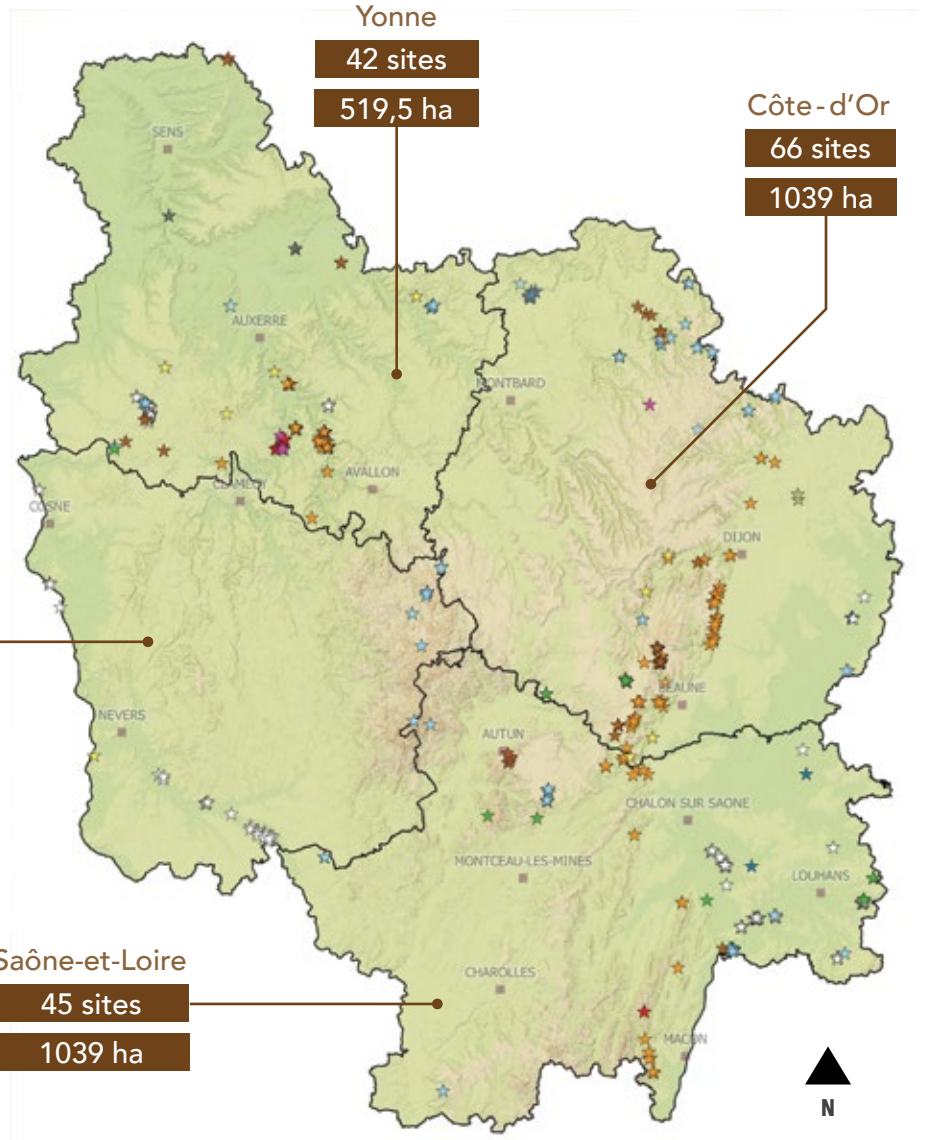 Yonne
42 sites
519,5 ha
Côte-d'Or
66 sites
1039 ha
SENS
AUXERRE
MONTBARD
AVALLON
CLAMECY
COSNE
DIJON
BEAUNE
NEVERS
AUTUN
CHALON SUR SAONE
MONTCEAU-LES-MINES
LOUHANS
Saône-et-Loire
45 sites
1039 ha
CHAROLLES
MACON
N